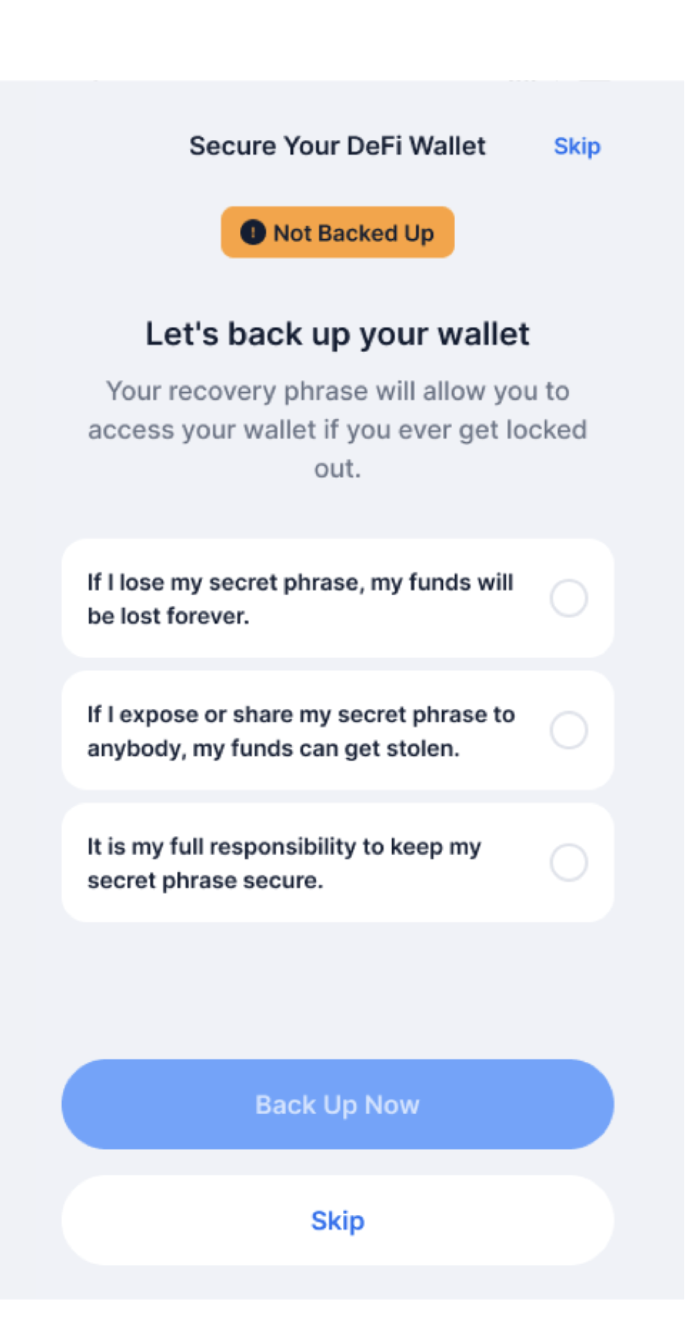 Secure Your DeFi Wallet
Skip
Not Backed Up
Let's back up your wallet
Your recovery phrase will allow you to
access your wallet if you ever get locked
out.
If I lose my secret phrase, my funds will
be lost forever.
If I expose or share my secret phrase to
anybody, my funds can get stolen.
It is my full responsibility to keep my
secret phrase secure.
Back Up Now
Skip